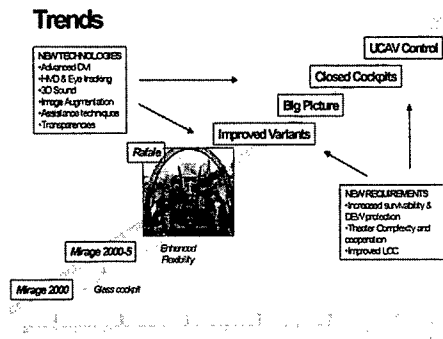 Trends
UCAV Control
NEW TECHNOLOGIES
•Advanced DVI
•HMD & Eye tracking
•3D Sound
•Image Augmentation
•Assistance techniques
•Transparencies
Closed Cockpits
Big Picture
Improved Variants
Rafale
NEW REQUIREMENTS
•Increased survivability &
DEW protection
•Theater Complexity and
cooperation
•Improved LCC
Enhanced
Flexibility
Mirage 2000-5
Mirage 2000
Glass cockpit